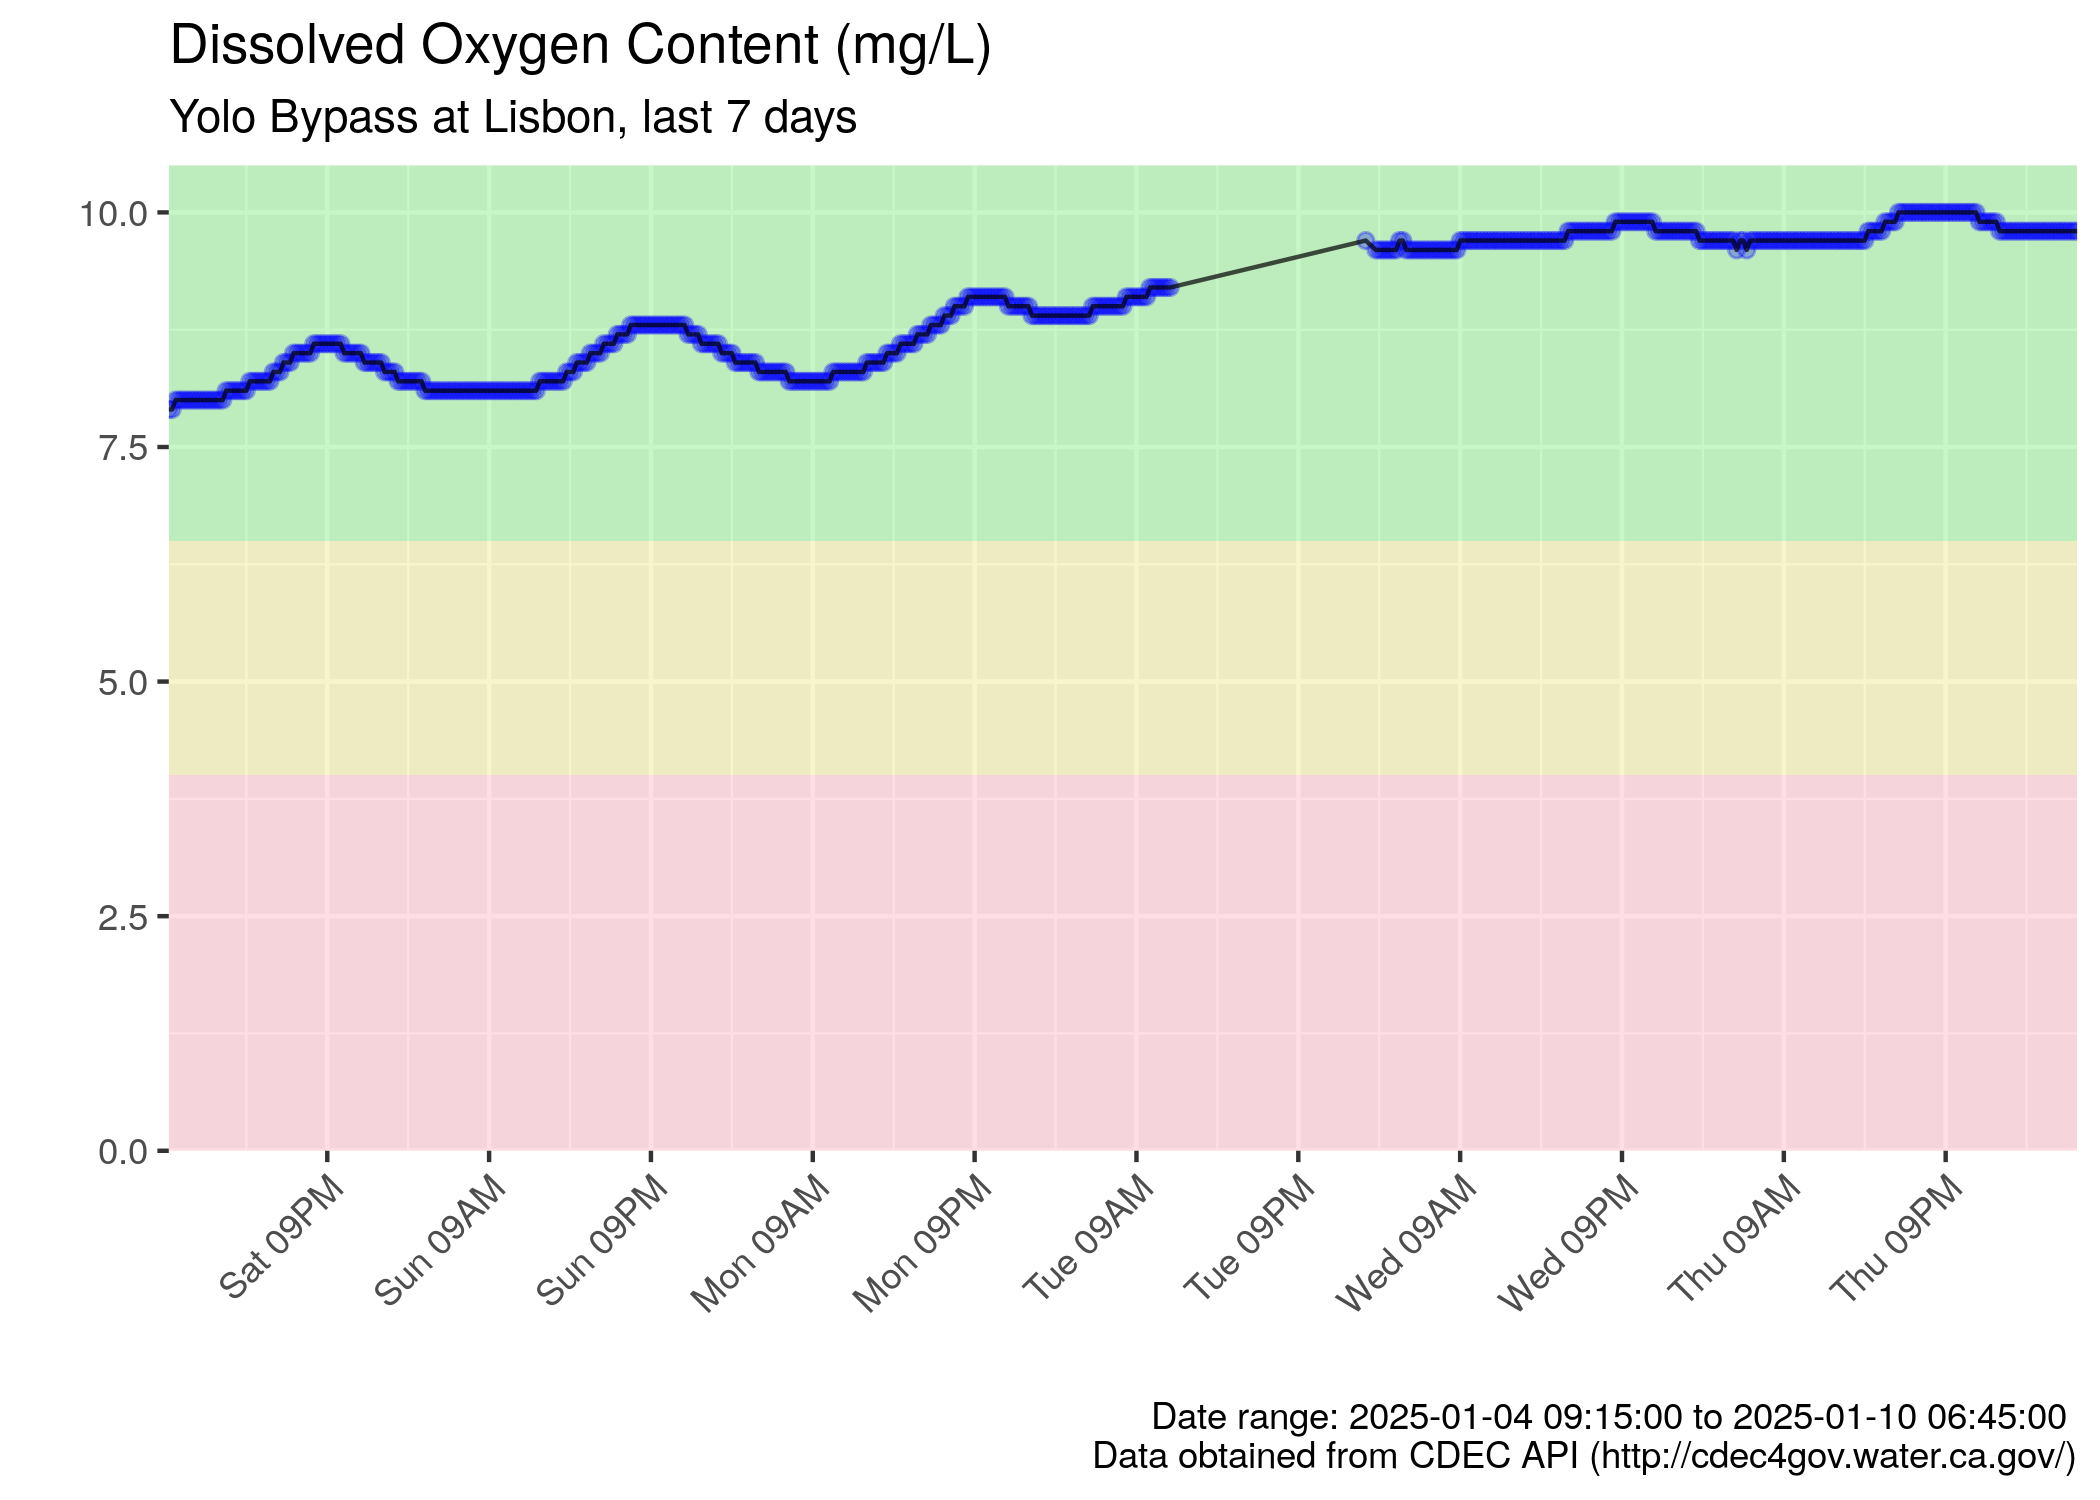 Dissolved Oxygen Content (mg/L)
Yolo Bypass at Lisbon, last 7 days
10.0
7.5
5.0
2.5
0.0
Sat 09PM
Sun 09AM
Sun 09PM
Mon 09AM
Mon 09PM
Tue 09AM
Tue 09PM
Wed 09AM
Wed 09PM
Thu 09AM
Thu 09PM
Date range: 2025-01-04 09:15:00 to 2025-01-10 06:45:00
Data obtained from CDEC API (http://cdec4gov.water.ca.gov/)